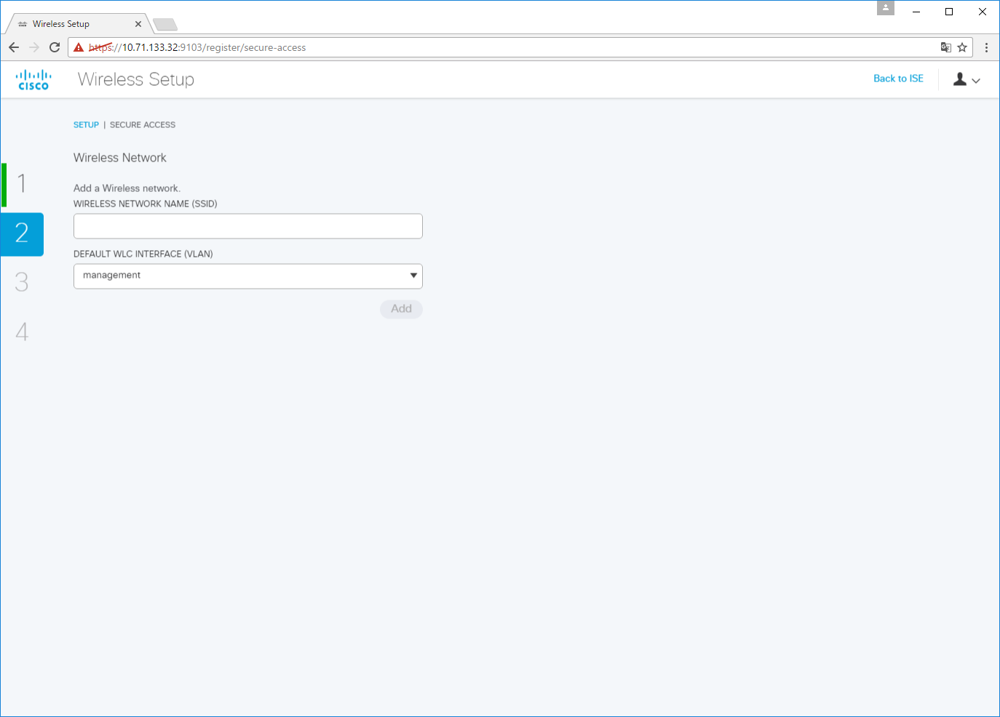 Wireless Setup
https://10.71.133.32:9103/register/secure-access
CISCO
Wireless Setup
Back to ISE
SETUP | SECURE ACCESS
Wireless Network
1
Add a Wireless network.
WIRELESS NETWORK NAME (SSID)
2
DEFAULT WLC INTERFACE (VLAN)
management
3
Add
4